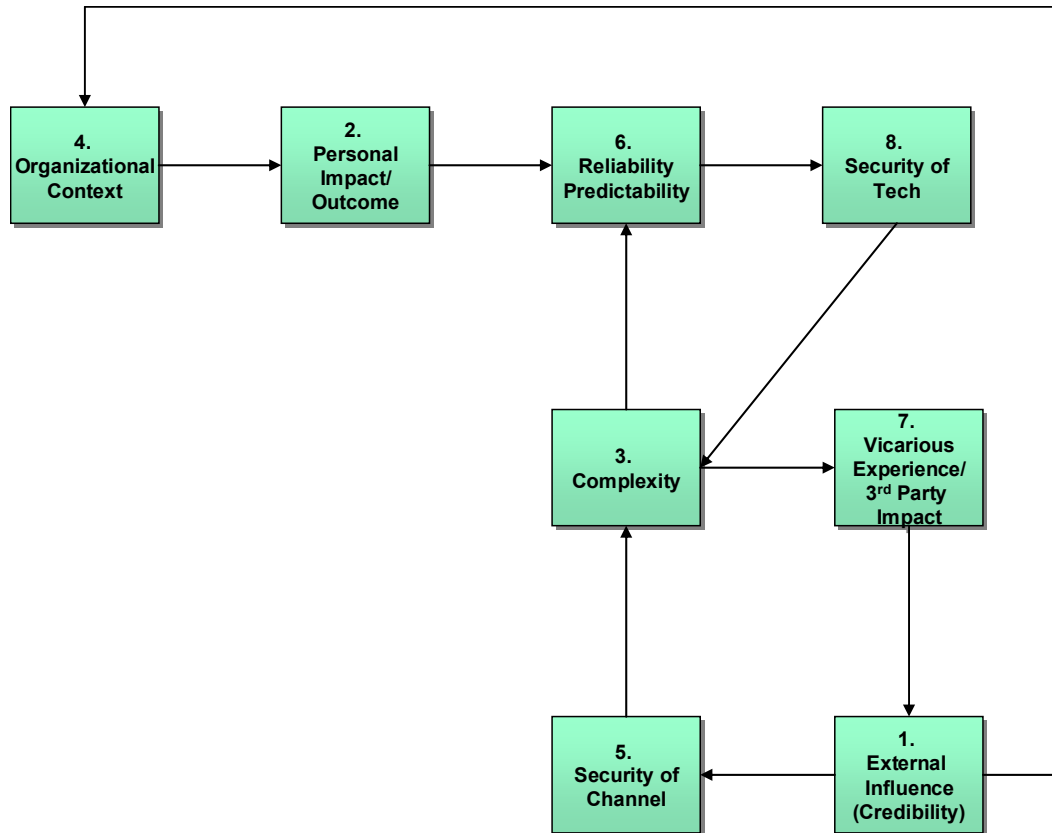 4.
Organizational
Context
2.
Personal
Impact/
Outcome
6.
Reliability
Predictability
8.
Security of
Tech
3.
Complexity
7.
Vicarious
Experience/
3rd Party
Impact
5.
Security of
Channel
1.
External
Influence
(Credibility)